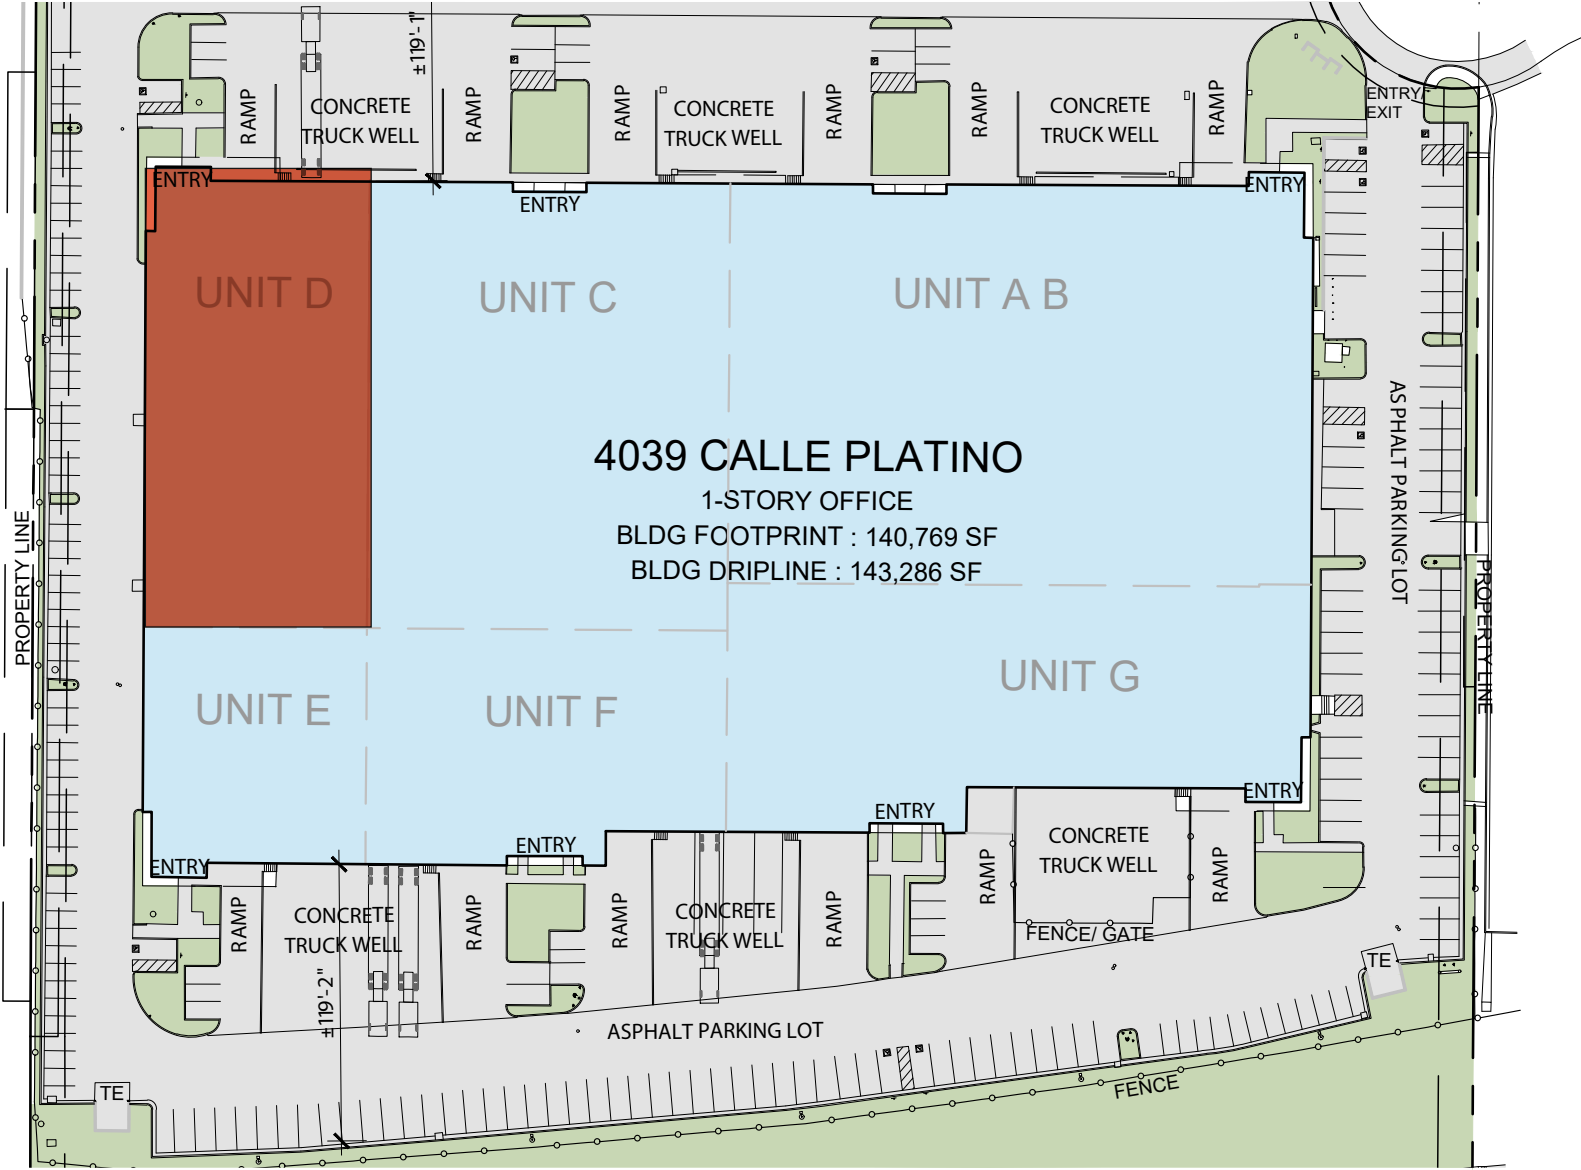 ±119'-1"
RAMP
CONCRETE
TRUCK WELL
RAMP
RAMP
CONCRETE
TRUCK WELL
RAMP
RAMP
CONCRETE
TRUCK WELL
RAMP
ENTRY/
EXIT
ENTRY
ENTRY
ENTRY
UNIT D
UNIT C
UNIT A B
4039 CALLE PLATINO
1-STORY OFFICE
BLDG FOOTPRINT : 140,769 SF
BLDG DRIPLINE : 143,286 SF
ASPHALT PARKING LOT
PROPERTY LINE
PROPERTY LINE
UNIT E
UNIT F
UNIT G
ENTRY
ENTRY
ENTRY
ENTRY
RAMP
CONCRETE
TRUCK WELL
RAMP
RAMP
CONCRETE
TRUCK WELL
RAMP
RAMP
CONCRETE
TRUCK WELL
RAMP
FENCE/ GATE
TE
±119'-2"
ASPHALT PARKING LOT
TE
FENCE